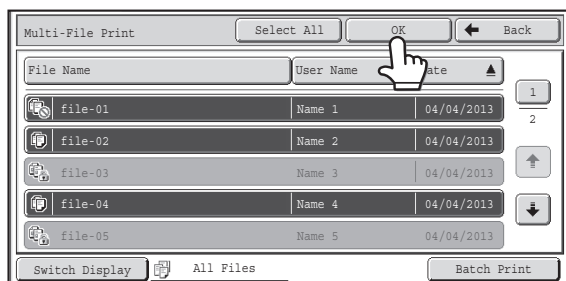 Multi-File Print Select All OK Back
File Name User Name ate
file-01 Name 1 04/04/2013
file-02 Name 2 04/04/2013
file-03 Name 3 04/04/2013
file-04 Name 4 04/04/2013
file-05 Name 5 04/04/2013
1
2
Switch Display All Files Batch Print